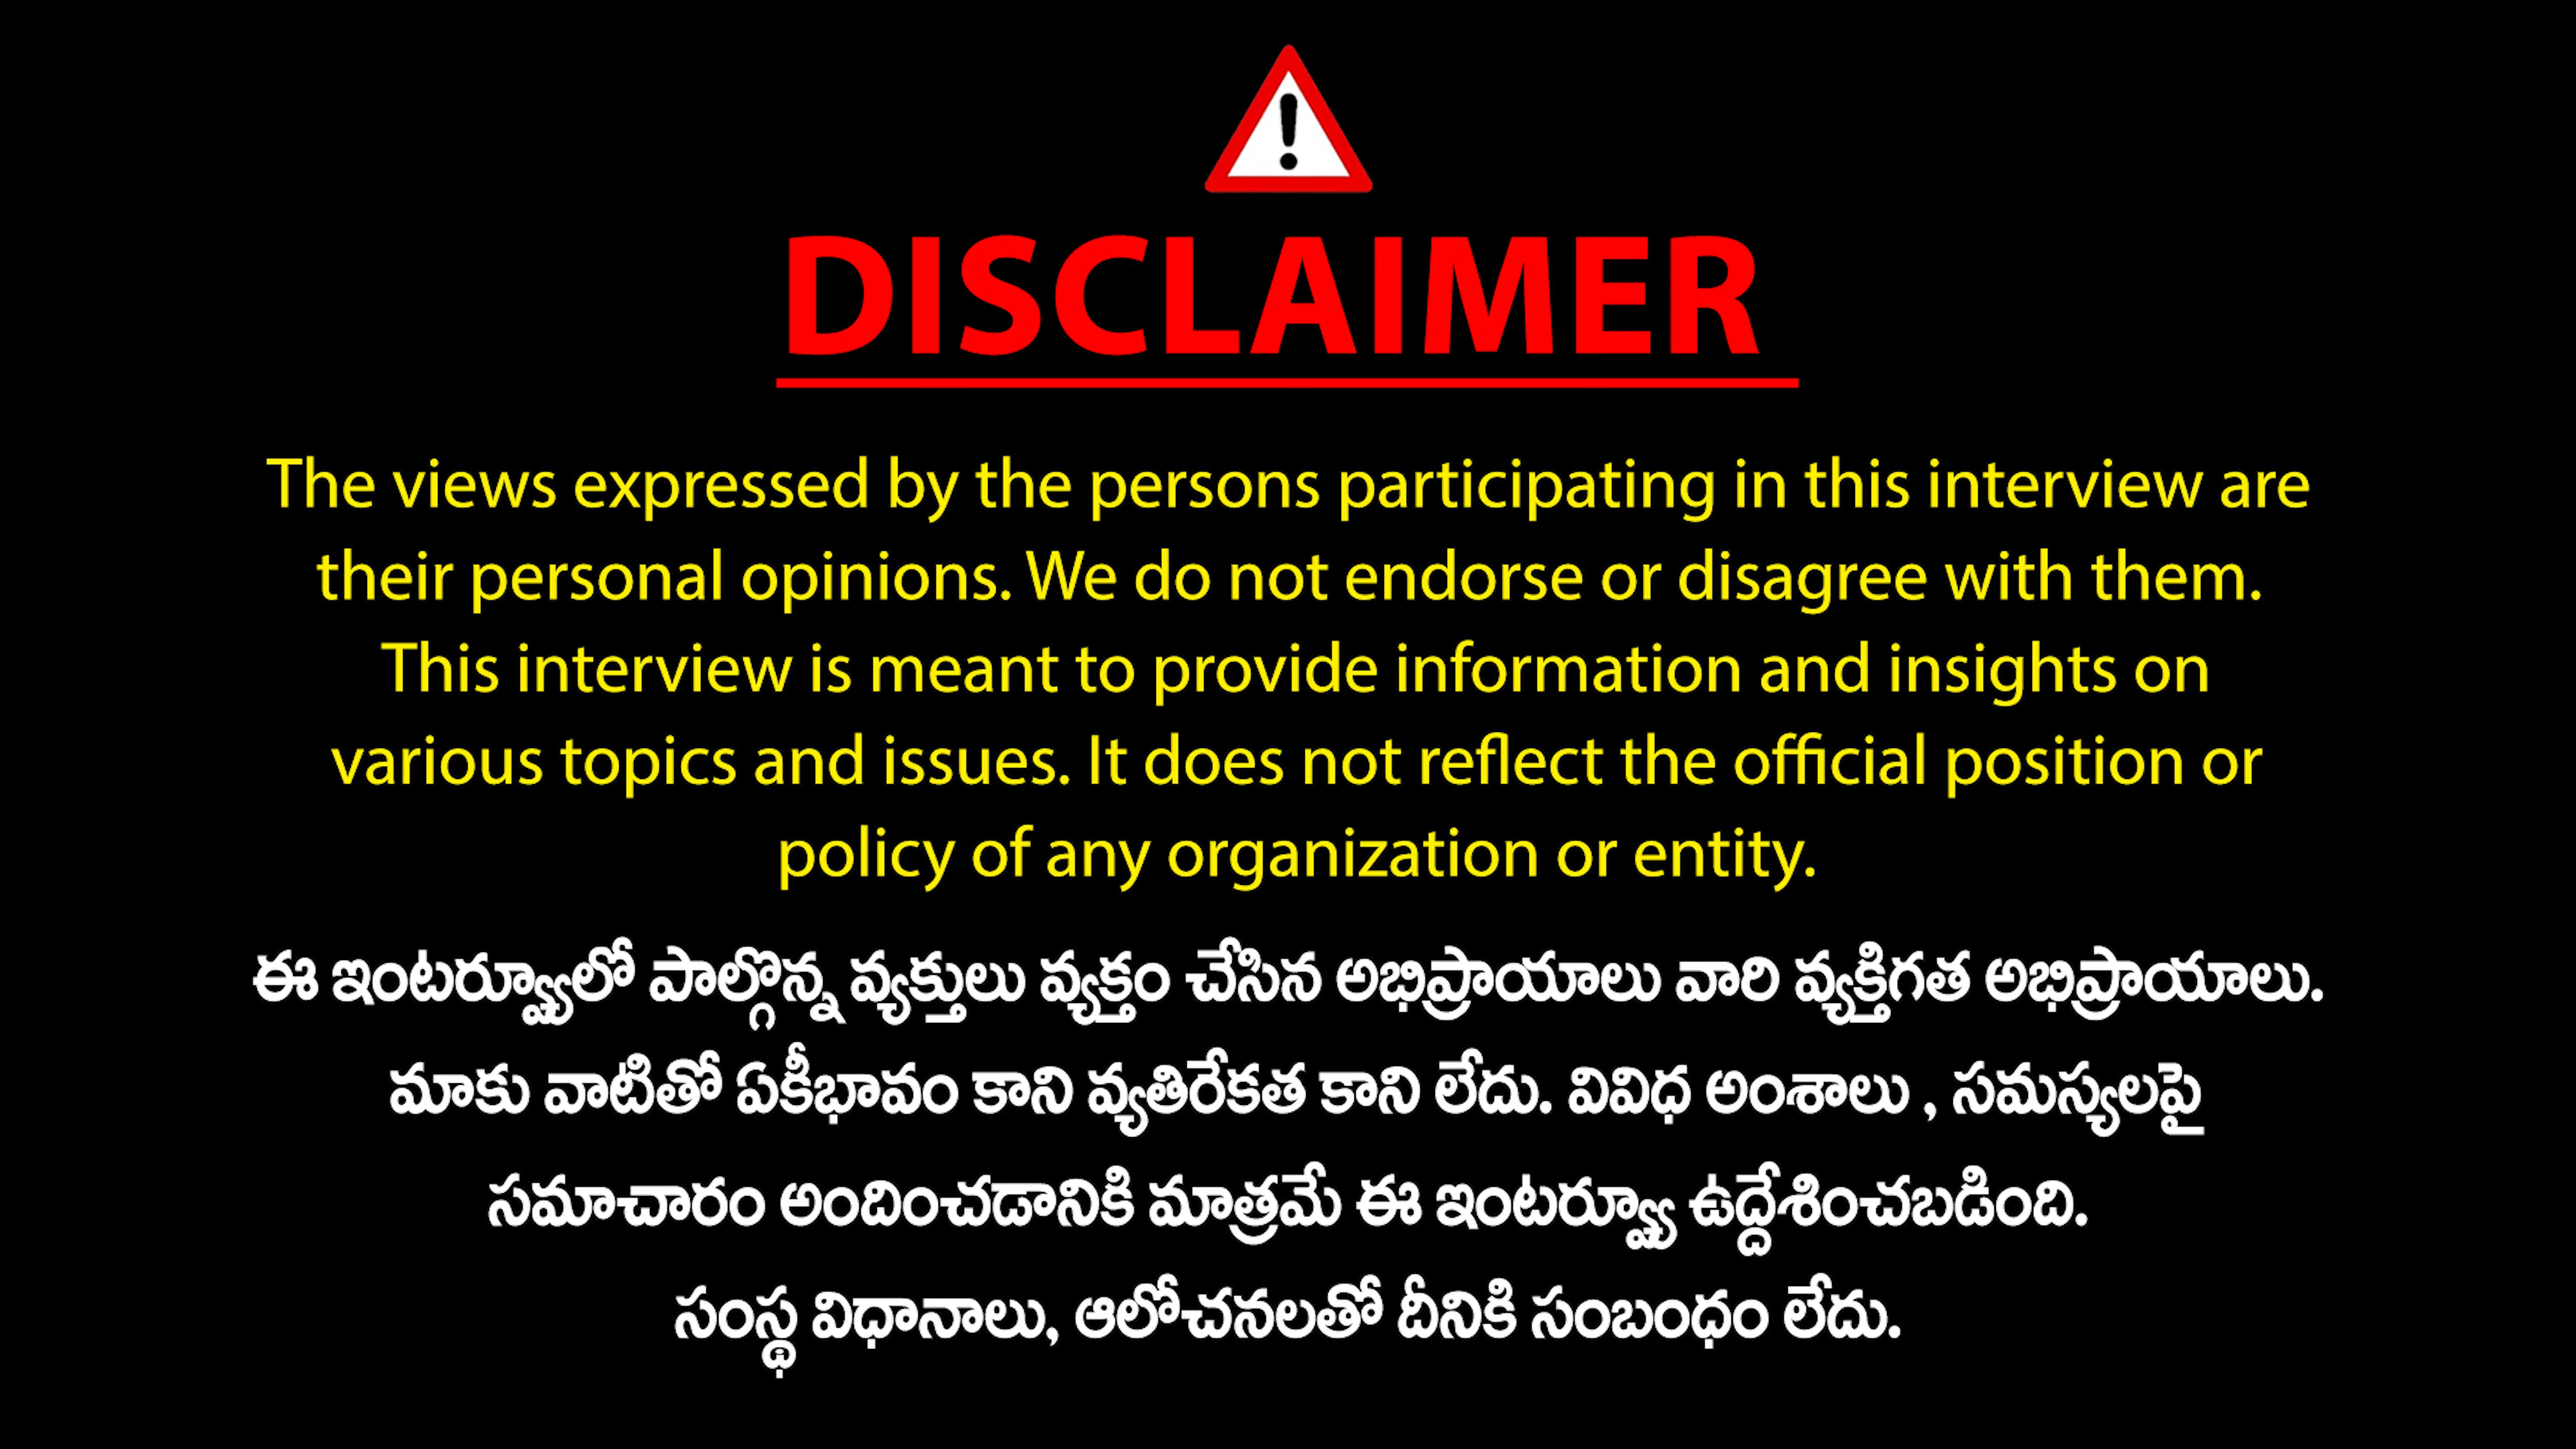 DISCLAIMER
The views expressed by the persons participating in this interview are
their personal opinions. We do not endorse or disagree with them.
This interview is meant to provide information and insights on
various topics and issues. It does not reflect the official position or
policy of any organization or entity.
ఈ ఇంటర్వ్యూలో పాల్గొన్న వ్యక్తులు వ్యక్తం చేసిన అభిప్రాయాలు వారి వ్యక్తిగత అభిప్రాయాలు.
మాకు వాటితో ఏకీభావం కాని వ్యతిరేకత కాని లేదు. వివిధ అంశాలు , సమస్యలపై
సమాచారం అందించడానికి మాత్రమే ఈ ఇంటర్వ్యూ ఉద్దేశించబడింది.
సంస్థ విధానాలు, ఆలోచనలతో దీనికి సంబంధం లేదు.